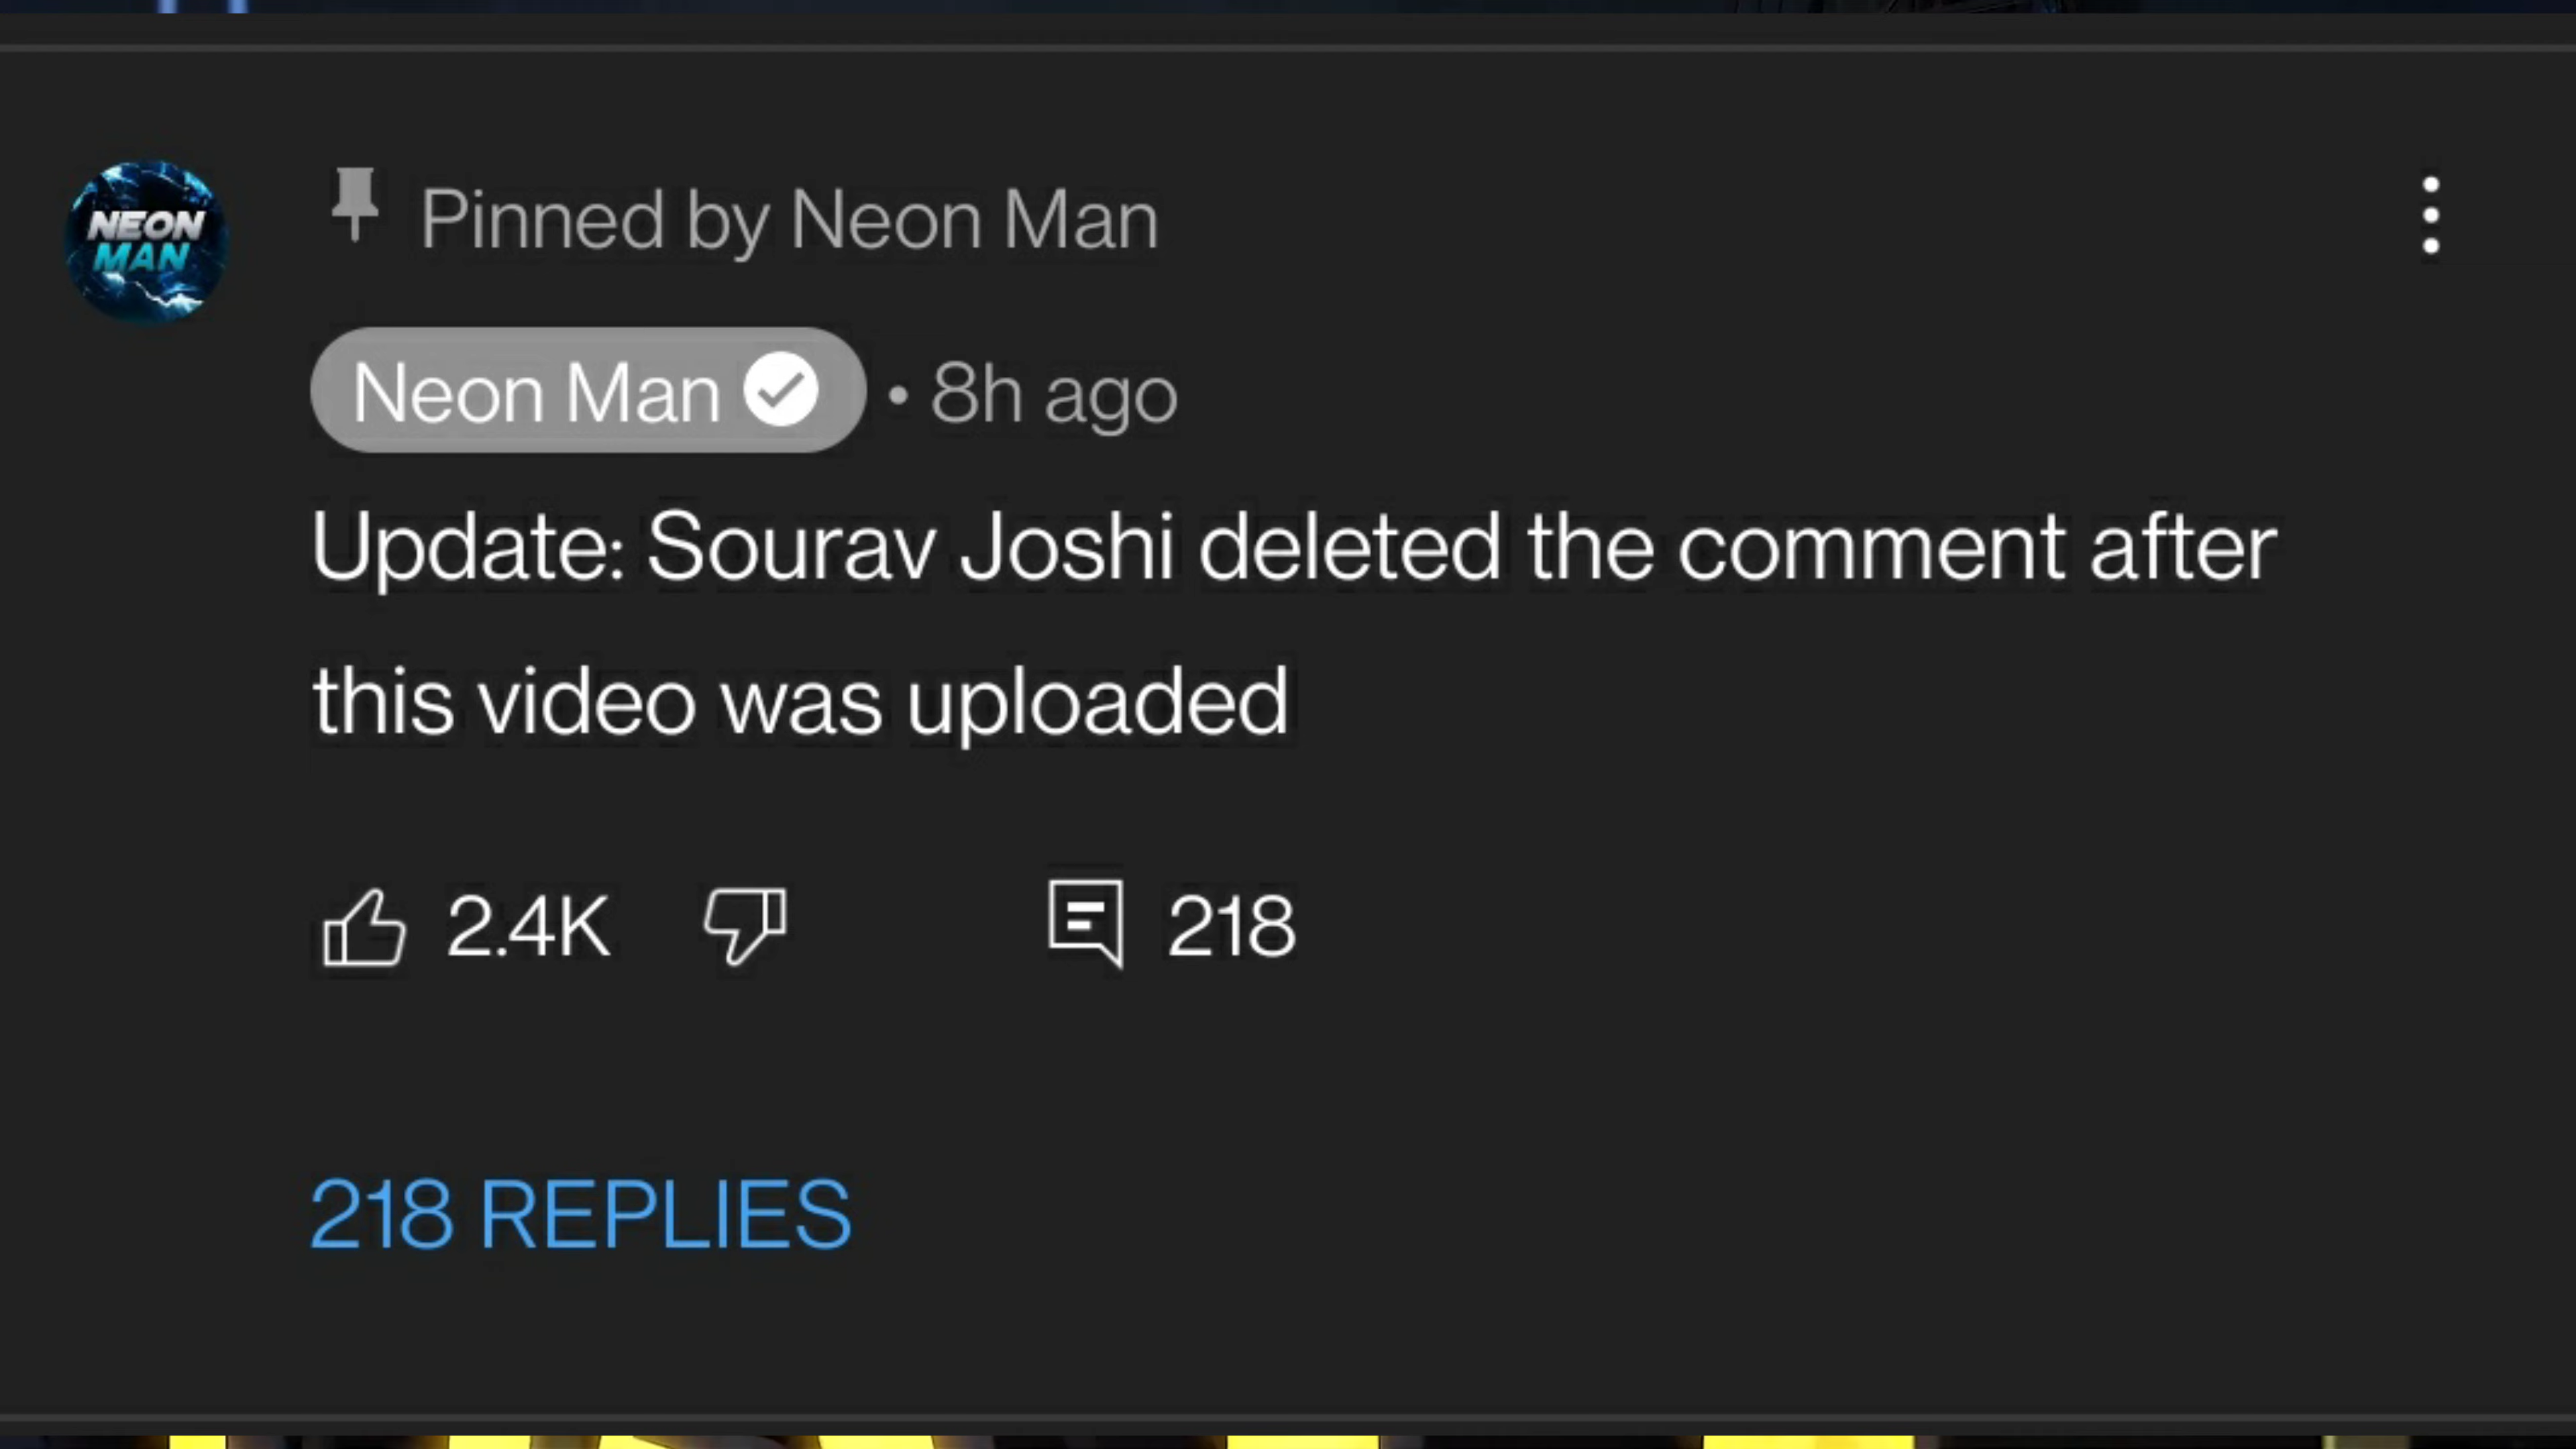 NEON
MAN
Pinned by Neon Man
Neon Man • 8h ago
Update: Sourav Joshi deleted the comment after
this video was uploaded
2.4K 218
218 REPLIES